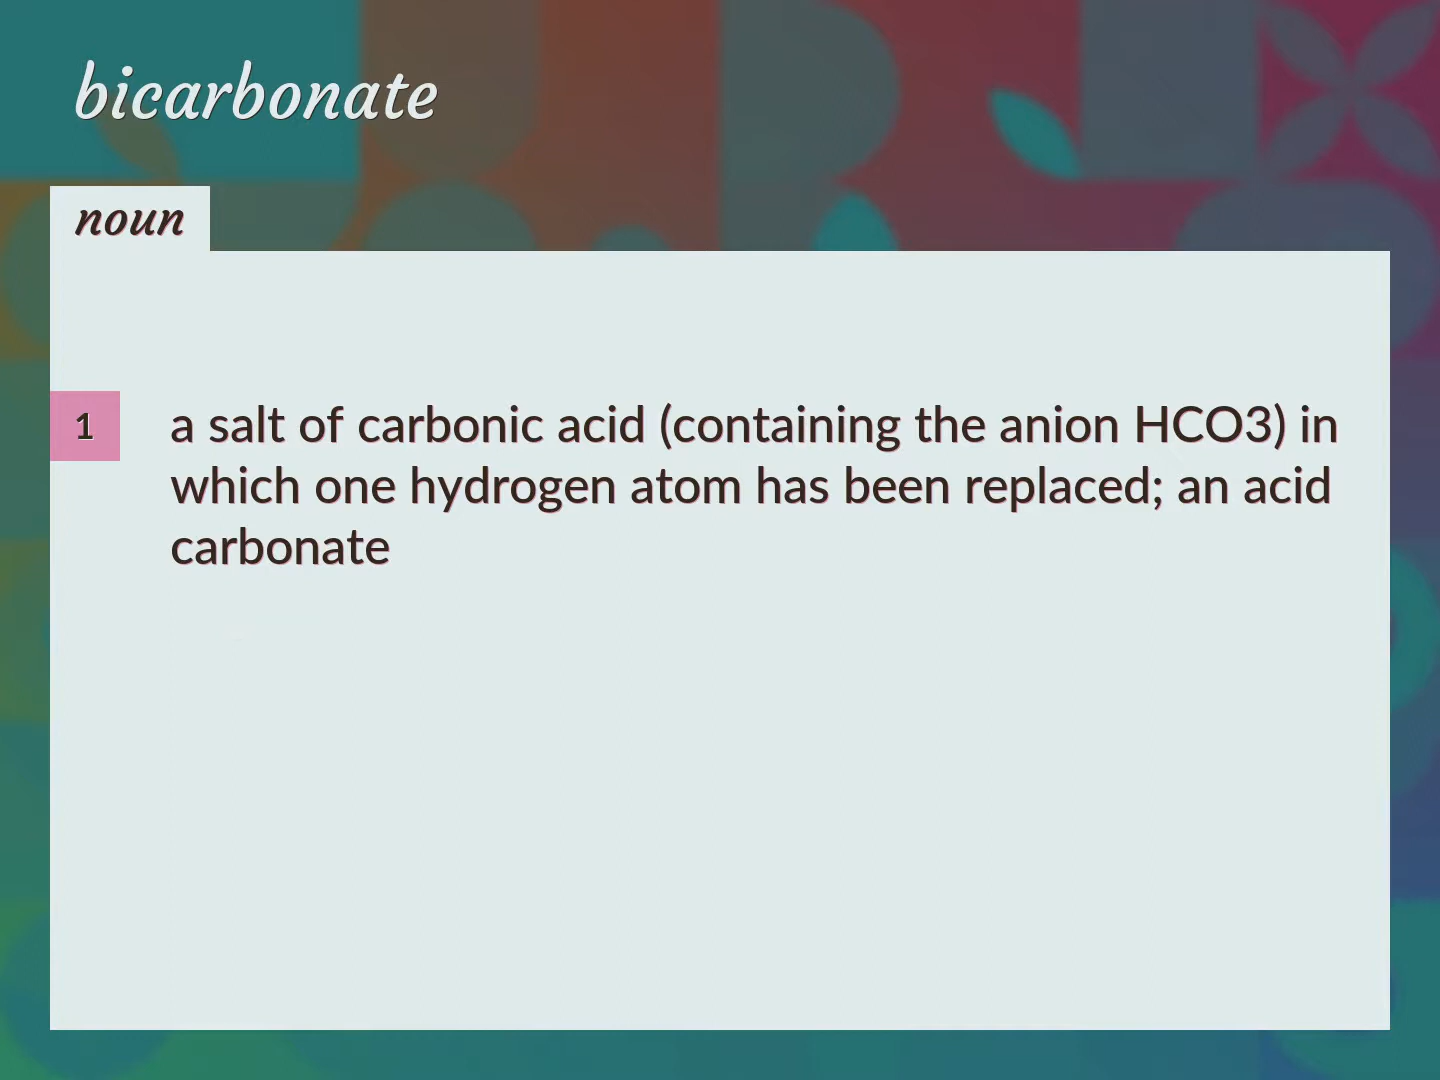 bicarbonate
noun
1
a salt of carbonic acid (containing the anion HCO3) in
which one hydrogen atom has been replaced; an acid
carbonate